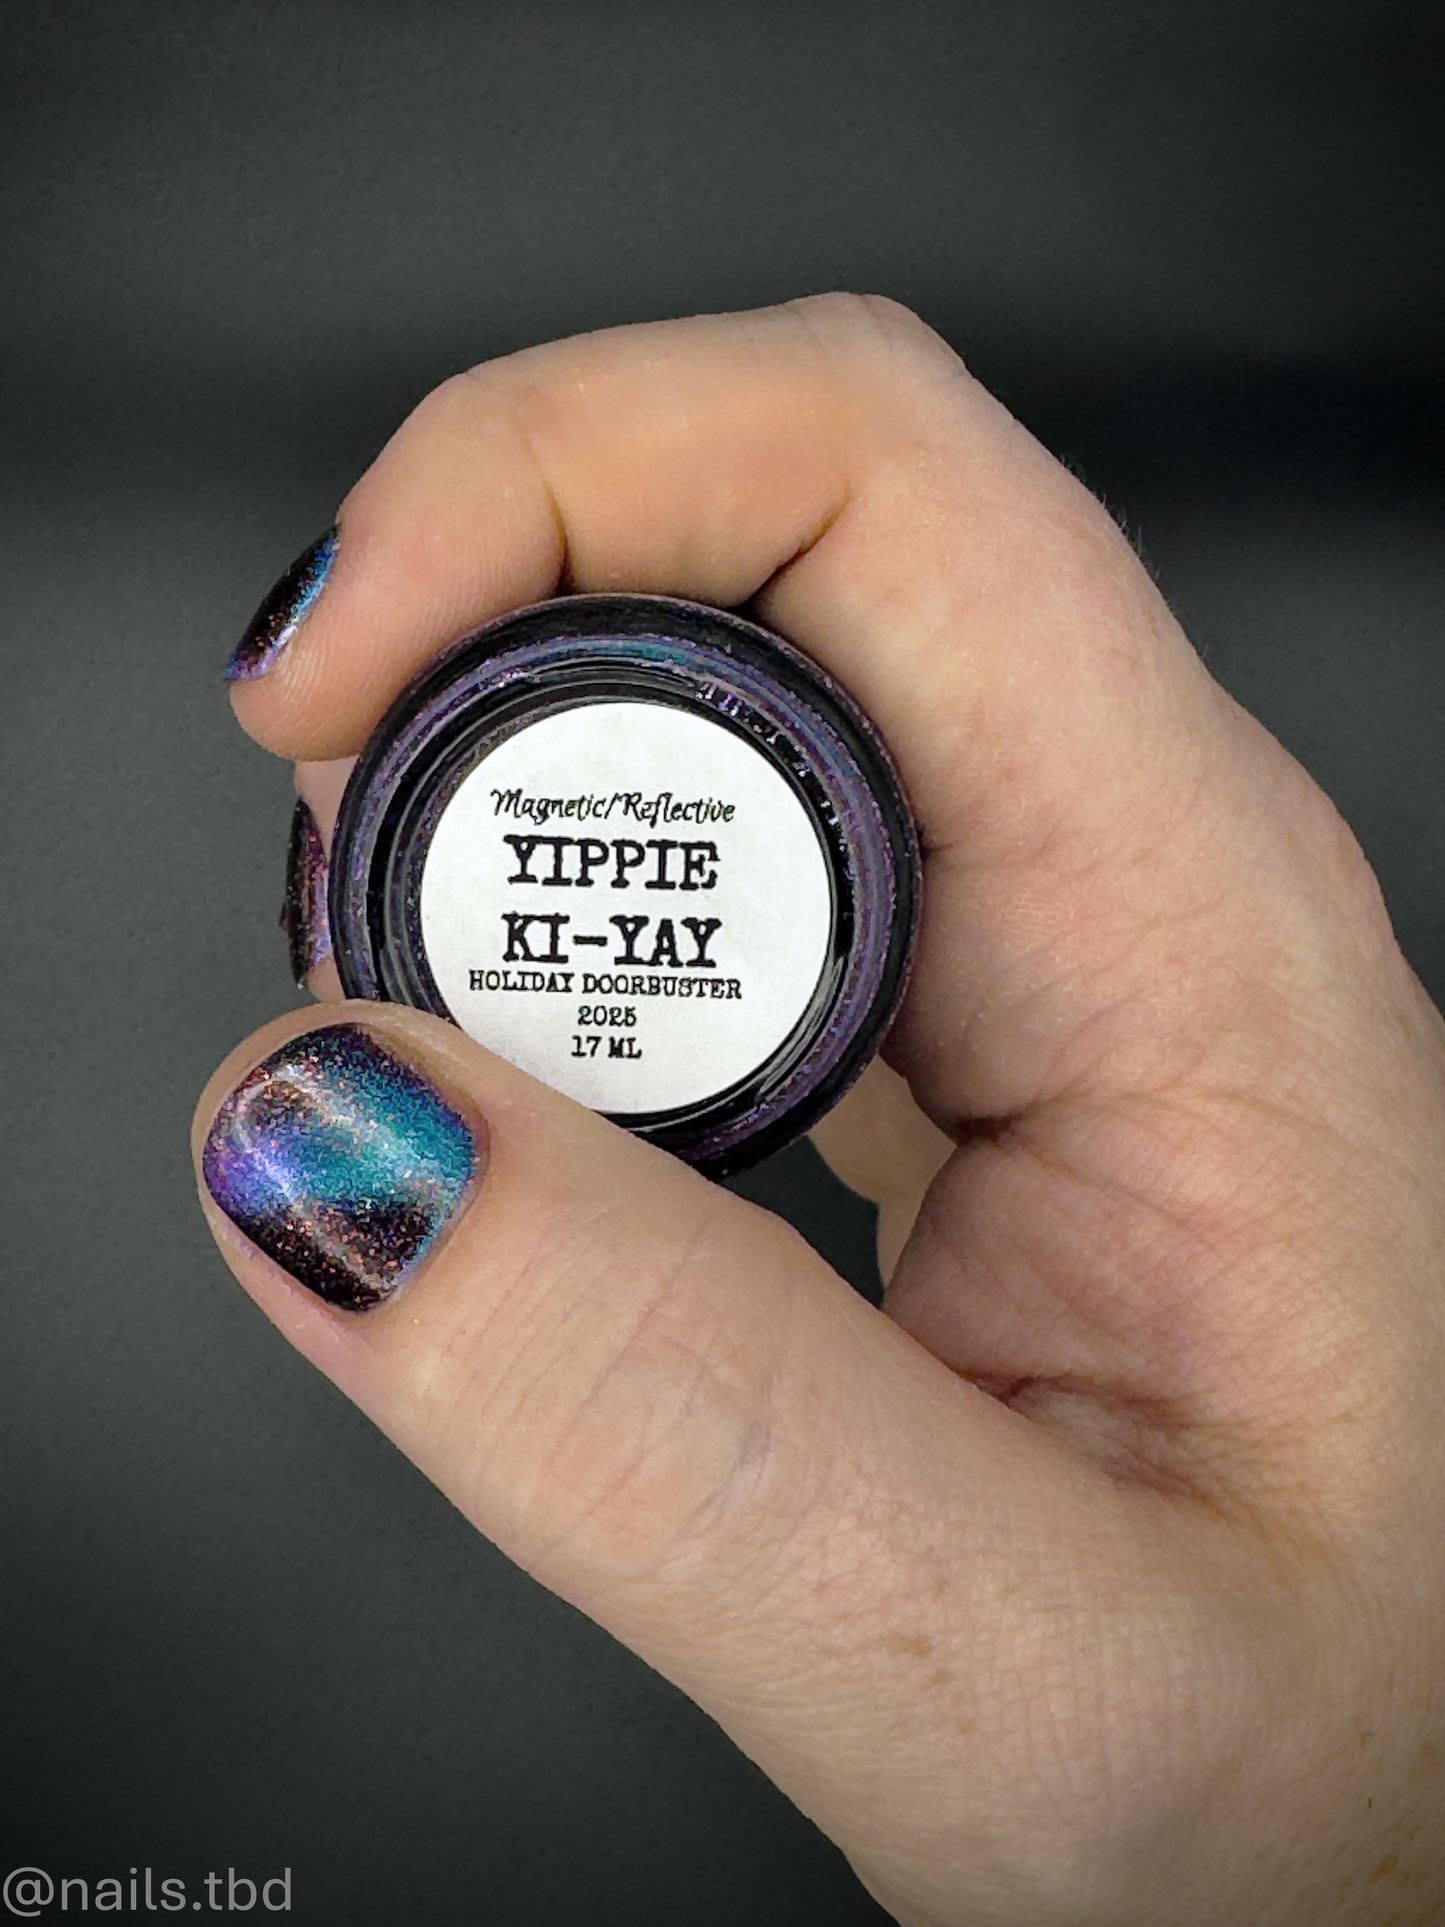 Magnetic/Reflective
YIPPIE
KI-YAY
HOLIDAY DOORBUSTER
2025
17 ML
@nails.tbd